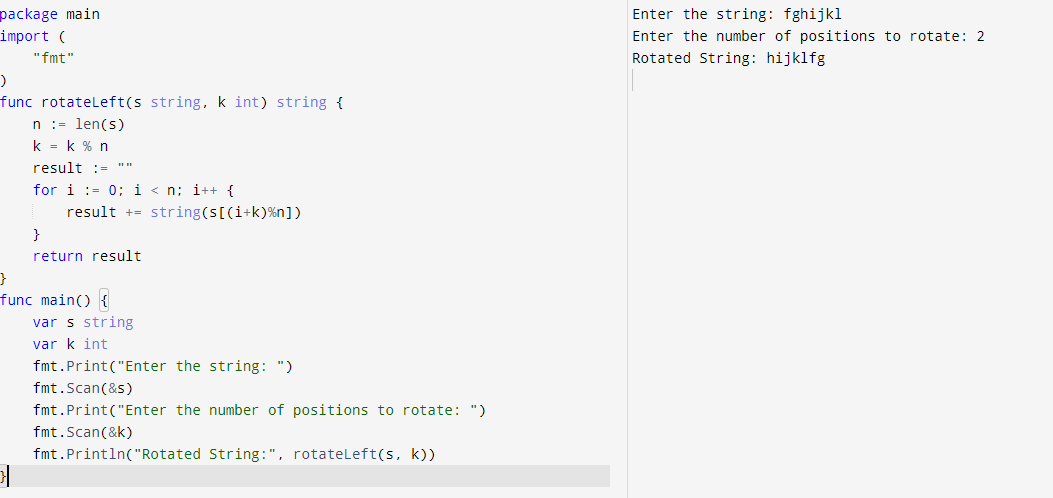 package main
import (
    "fmt"
)
func rotateLeft(s string, k int) string {
    n := len(s)
    k = k % n
    result := ""
    for i := 0; i < n; i++ {
        result += string(s[(i+k)%n])
    }
    return result
}
func main() {
    var s string
    var k int
    fmt.Print("Enter the string: ")
    fmt.Scan(&s)
    fmt.Print("Enter the number of positions to rotate: ")
    fmt.Scan(&k)
    fmt.Println("Rotated String:", rotateLeft(s, k))
}
Enter the string: fghijkl
Enter the number of positions to rotate: 2
Rotated String: hijklfg